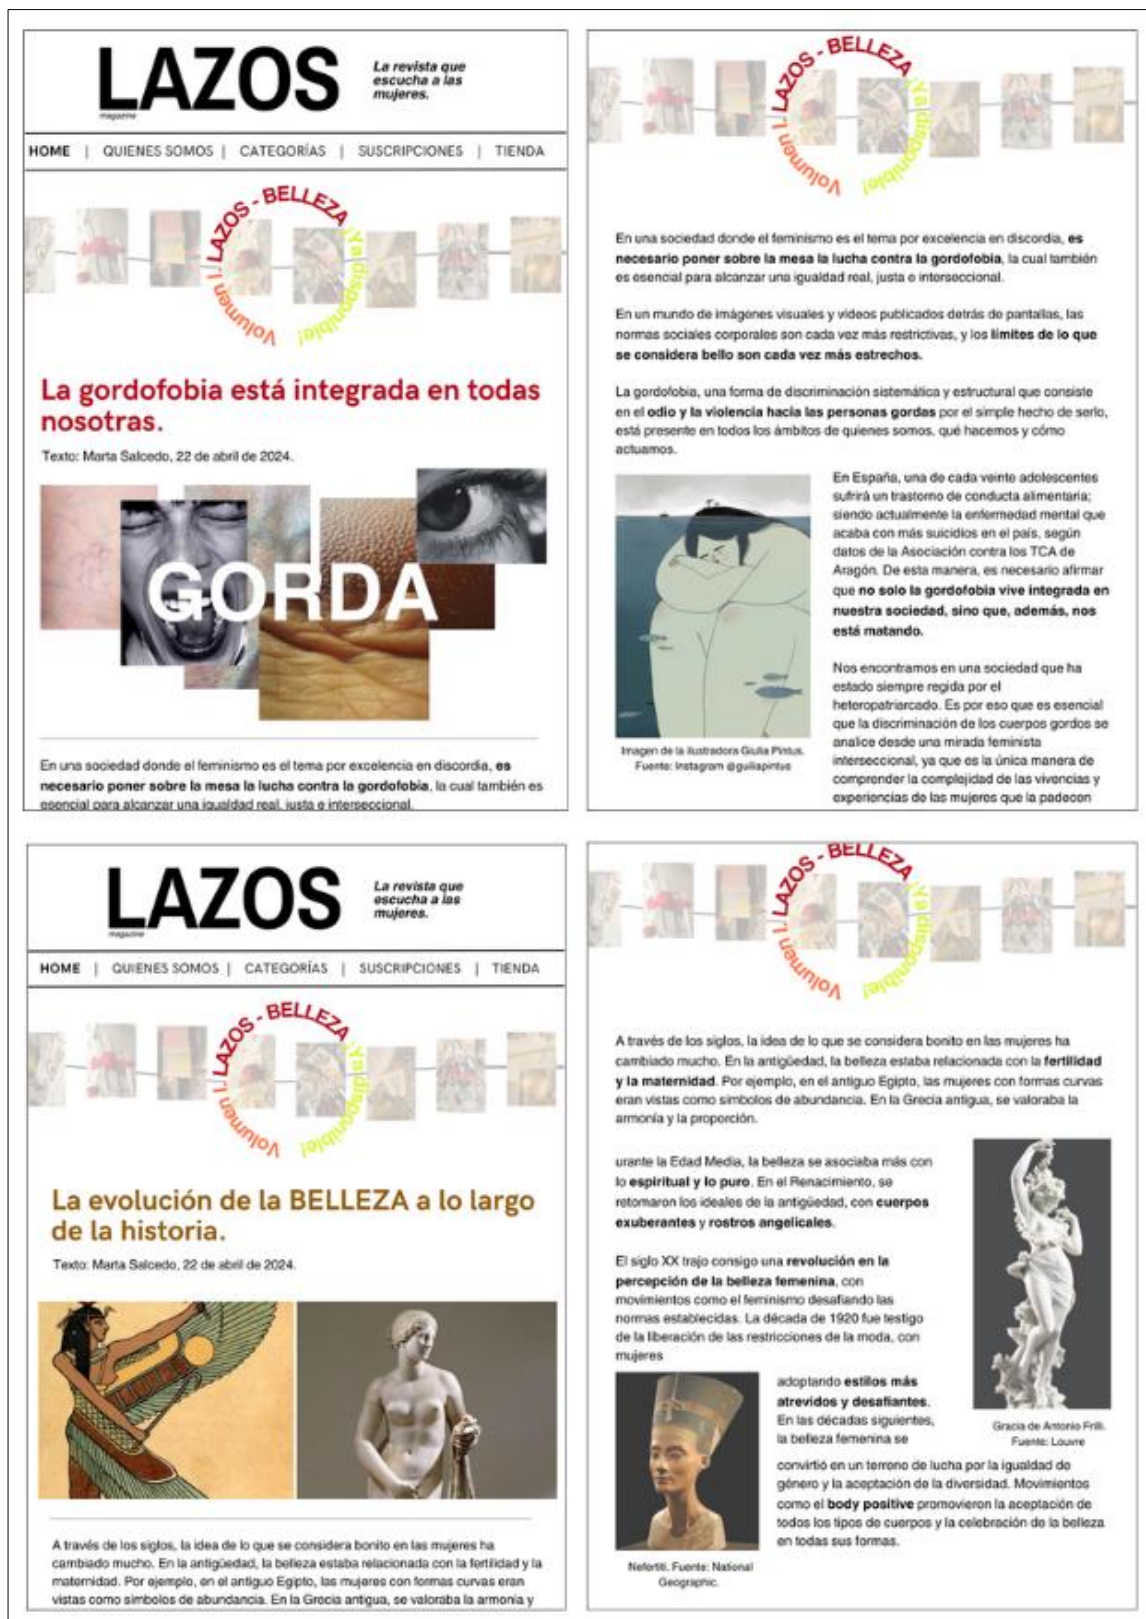 LAZOS
magazine
La revista que
escucha a las
mujeres.
HOME | QUIENES SOMOS | CATEGORÍAS | SUSCRIPCIONES | TIENDA
Volumen I. LAZOS - BELLEZA ¡Ya disponible!
La gordofobia está integrada en todas
nosotras.
Texto: Marta Salcedo, 22 de abril de 2024.
GORDA
En una sociedad donde el feminismo es el tema por excelencia en discordia, es
necesario poner sobre la mesa la lucha contra la gordofobia, la cual también es
esencial para alcanzar una igualdad real, justa e interseccional.
Volumen I. LAZOS - BELLEZA ¡Ya disponible!
En una sociedad donde el feminismo es el tema por excelencia en discordia, es
necesario poner sobre la mesa la lucha contra la gordofobia, la cual también
es esencial para alcanzar una igualdad real, justa e interseccional.
En un mundo de imágenes visuales y vídeos publicados detrás de pantallas, las
normas sociales corporales son cada vez más restrictivas, y los límites de lo que
se considera bello son cada vez más estrechos.
La gordofobia, una forma de discriminación sistemática y estructural que consiste
en el odio y la violencia hacia las personas gordas por el simple hecho de serlo,
está presente en todos los ámbitos de quienes somos, qué hacemos y cómo
actuamos.
En España, una de cada veinte adolescentes
sufrirá un trastorno de conducta alimentaria;
siendo actualmente la enfermedad mental que
acaba con más suicidios en el país, según
datos de la Asociación contra los TCA de
Aragón. De esta manera, es necesario afirmar
que no solo la gordofobia vive integrada en
nuestra sociedad, sino que, además, nos
está matando.
Nos encontramos en una sociedad que ha
estado siempre regida por el
heteropatriarcado. Es por eso que es esencial
que la discriminación de los cuerpos gordos se
analice desde una mirada feminista
interseccional, ya que es la única manera de
comprender la complejidad de las vivencias y
experiencias de las mujeres que la padecen
Imagen de la ilustradora Giulia Pintus.
Fuente: Instagram @guiliapintus
LAZOS
magazine
La revista que
escucha a las
mujeres.
HOME | QUIENES SOMOS | CATEGORÍAS | SUSCRIPCIONES | TIENDA
Volumen I. LAZOS - BELLEZA ¡Ya disponible!
La evolución de la BELLEZA a lo largo
de la historia.
Texto: Marta Salcedo, 22 de abril de 2024.
A través de los siglos, la idea de lo que se considera bonito en las mujeres ha
cambiado mucho. En la antigüedad, la belleza estaba relacionada con la fertilidad y la
maternidad. Por ejemplo, en el antiguo Egipto, las mujeres con formas curvas eran
vistas como símbolos de abundancia. En la Grecia antigua, se valoraba la armonía y
Volumen I. LAZOS - BELLEZA ¡Ya disponible!
A través de los siglos, la idea de lo que se considera bonito en las mujeres ha
cambiado mucho. En la antigüedad, la belleza estaba relacionada con la fertilidad
y la maternidad. Por ejemplo, en el antiguo Egipto, las mujeres con formas curvas
eran vistas como símbolos de abundancia. En la Grecia antigua, se valoraba la
armonía y la proporción.
urante la Edad Media, la belleza se asociaba más con
lo espiritual y lo puro. En el Renacimiento, se
retomaron los ideales de la antigüedad, con cuerpos
exuberantes y rostros angelicales.
El siglo XX trajo consigo una revolución en la
percepción de la belleza femenina, con
movimientos como el feminismo desafiando las
normas establecidas. La década de 1920 fue testigo
de la liberación de las restricciones de la moda, con
mujeres
adoptando estilos más
atrevidos y desafiantes.
En las décadas siguientes,
la belleza femenina se
convirtió en un terreno de lucha por la igualdad de
género y la aceptación de la diversidad. Movimientos
como el body positive promovieron la aceptación de
todos los tipos de cuerpos y la celebración de la belleza
en todas sus formas.
Gracia de Antonio Frilli.
Fuente: Louvre
Nefertiti. Fuente: National
Geographic.